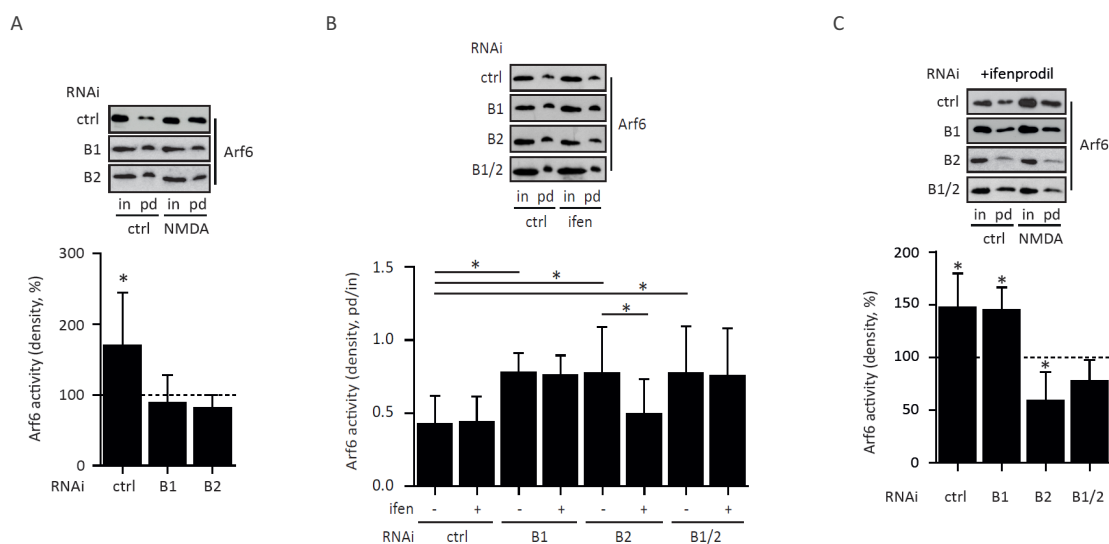 A
RNAi
ctrl
B1
B2
Arf6
in pd in pd
ctrl NMDA
Arf6 activity (density, %)
300
200
100
0
*
RNAi ctrl B1 B2
B
RNAi
ctrl
B1
B2
B1/2
Arf6
in pd in pd
ctrl ifen
Arf6 activity (density, pd/in)
1.5
1.0
0.5
0.0
*
*
*
*
ifen - + - + - + - +
RNAi ctrl B1 B2 B1/2
C
RNAi +ifenprodil
ctrl
B1
B2
B1/2
Arf6
in pd in pd
ctrl NMDA
Arf6 activity (density, %)
200
150
100
50
0
*
*
*
RNAi ctrl B1 B2 B1/2